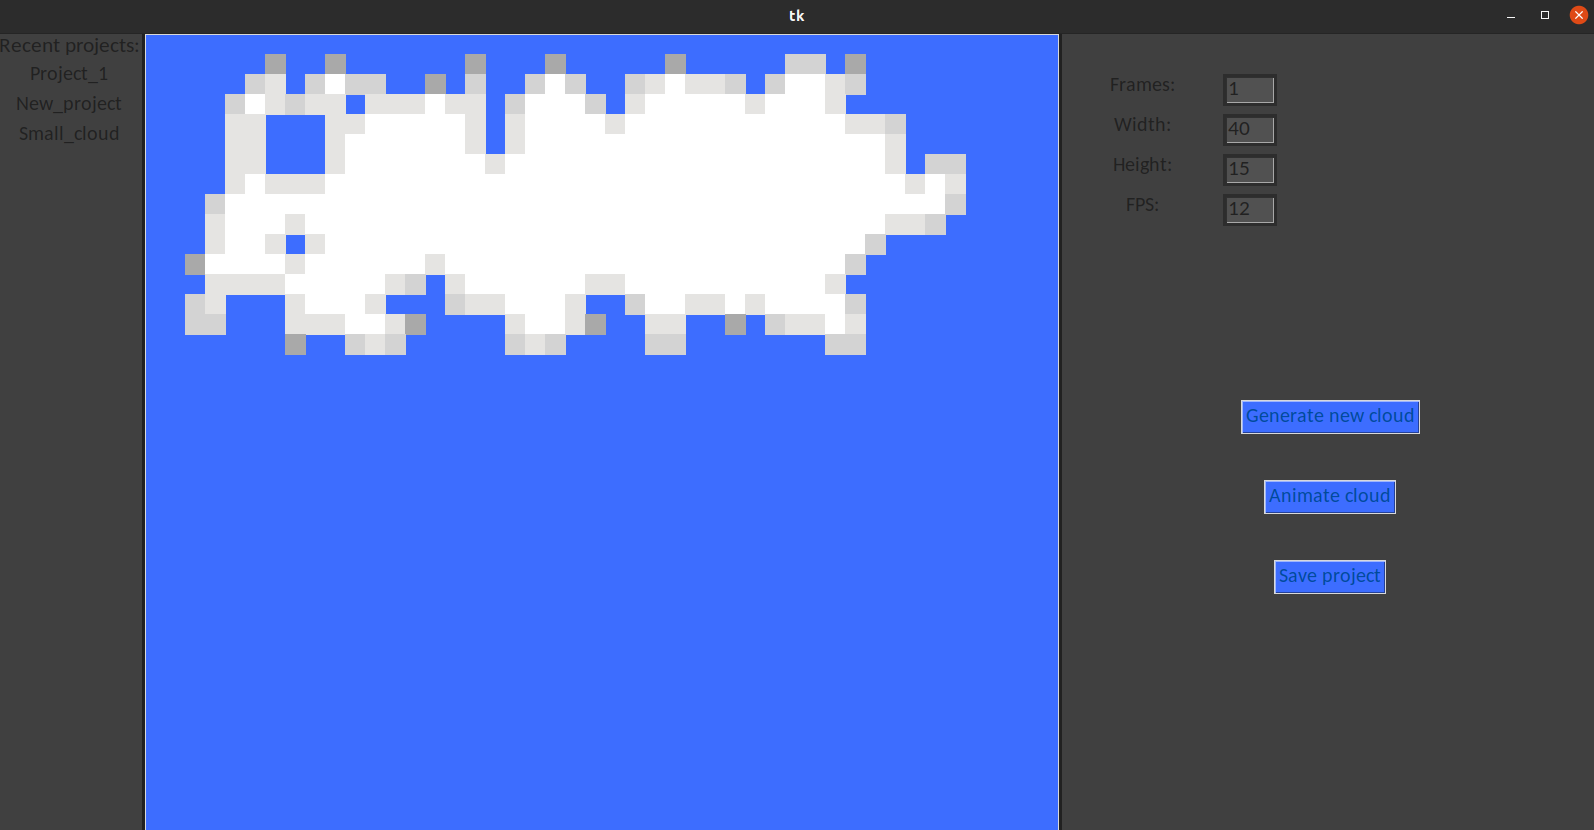 tk
Recent projects:
Project_1
New_project
Small_cloud
Frames: 1
Width: 40
Height: 15
FPS: 12
Generate new cloud
Animate cloud
Save project